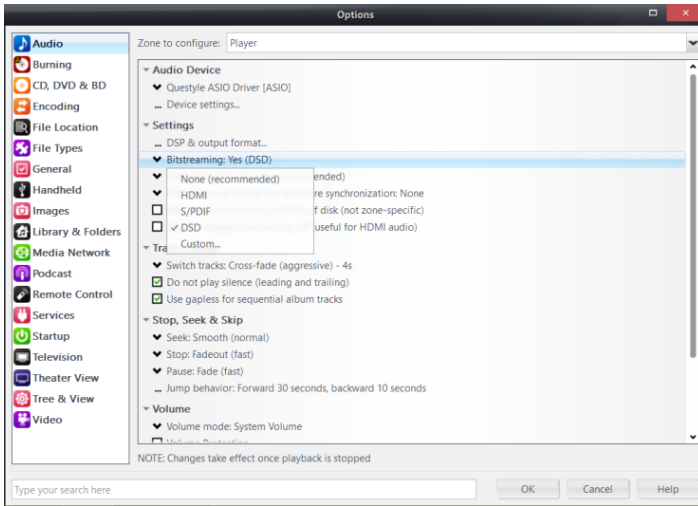 Options
Audio
Burning
CD, DVD & BD
Encoding
File Location
File Types
General
Handheld
Images
Library & Folders
Media Network
Podcast
Remote Control
Services
Startup
Television
Theater View
Tree & View
Video
Zone to configure: Player
Audio Device
Questyle ASIO Driver [ASIO]
... Device settings...
Settings
... DSP & output format...
Bitstreaming: Yes (DSD)
None (recommended)
HDMI
S/PDIF
✓ DSD
Custom...
ended)
re synchronization: None
f disk (not zone-specific)
(useful for HDMI audio)
Tra
Switch tracks: Cross-fade (aggressive) - 4s
Do not play silence (leading and trailing)
Use gapless for sequential album tracks
Stop, Seek & Skip
Seek: Smooth (normal)
Stop: Fadeout (fast)
Pause: Fade (fast)
... Jump behavior: Forward 30 seconds, backward 10 seconds
Volume
Volume mode: System Volume
Volume Protection
NOTE: Changes take effect once playback is stopped
Type your search here
OK
Cancel
Help